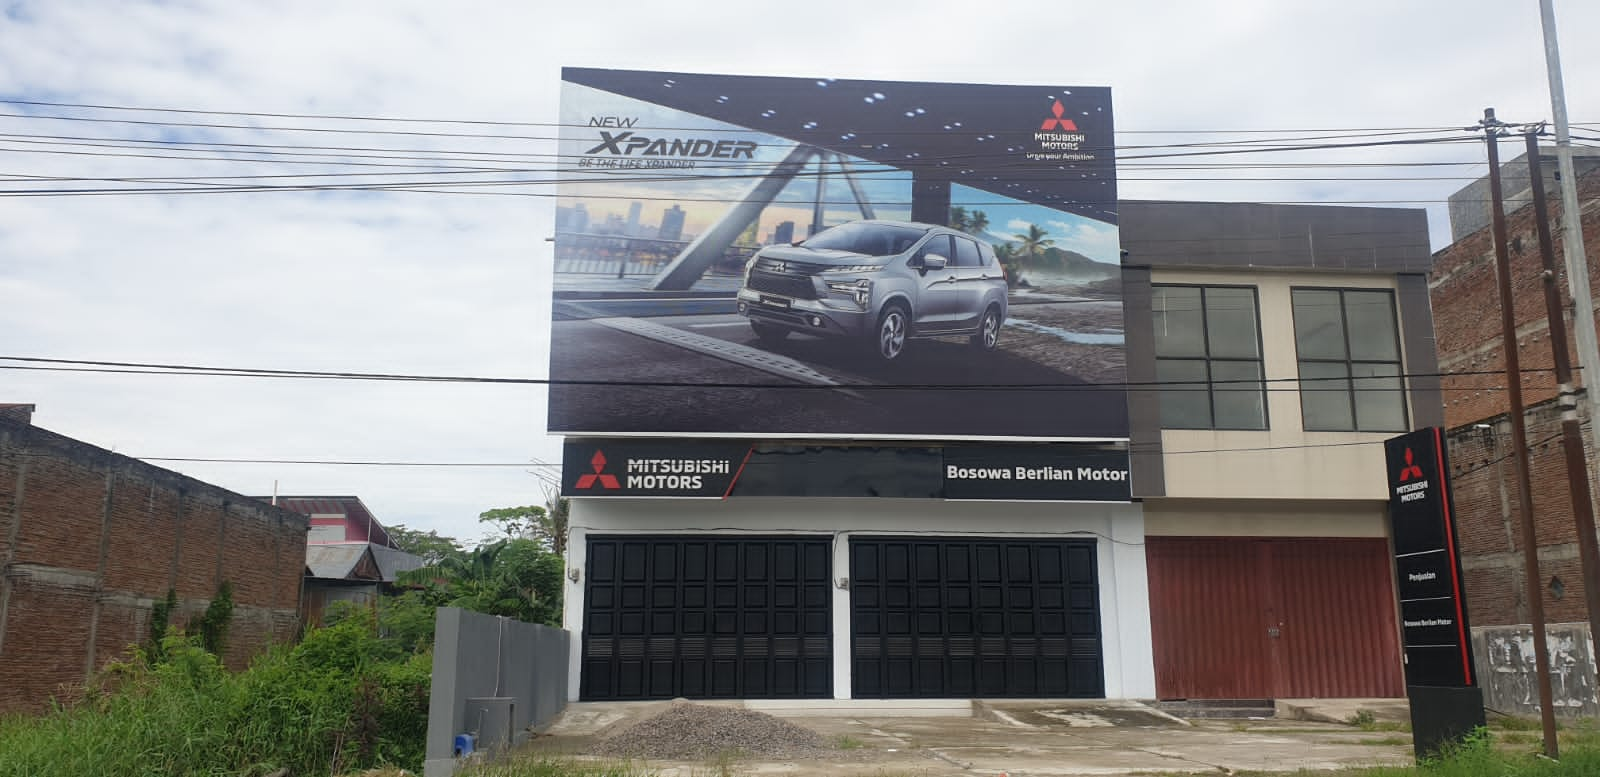 NEW
XPANDER
BE THE LIFE XPANDER
MITSUBISHI
MOTORS
Drive your Ambition
XPANDER
MITSUBISHI
MOTORS
Bosowa Berlian Motor
MITSUBISHI
MOTORS
Penjualan
Bosowa Berlian Motor